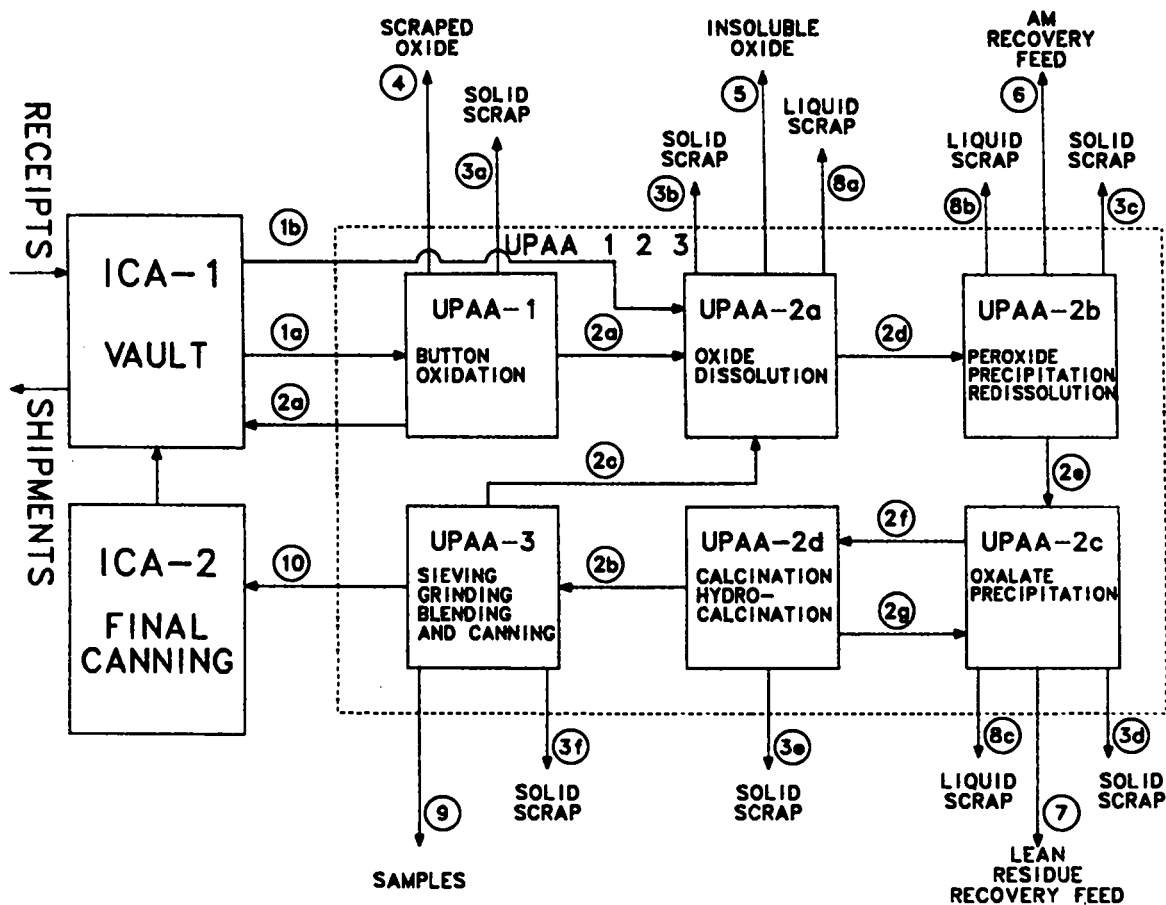 SCRAPED
OXIDE
4
SOLID
SCRAP
3a
INSOLUBLE
OXIDE
5
SOLID
SCRAP
3b
LIQUID
SCRAP
8a
AM
RECOVERY
FEED
6
LIQUID
SCRAP
8b
SOLID
SCRAP
3c
RECEIPTS
SHIPMENTS
ICA-1
VAULT
1b
1a
2a
UPAA 1 2 3
UPAA-1
BUTTON
OXIDATION
2a
UPAA-2a
OXIDE
DISSOLUTION
2d
UPAA-2b
PEROXIDE
PRECIPITATION
REDISSOLUTION
2c
2e
ICA-2
FINAL
CANNING
10
UPAA-3
SIEVING
GRINDING
BLENDING
AND CANNING
2b
UPAA-2d
CALCINATION
HYDRO-
CALCINATION
2f
2g
UPAA-2c
OXALATE
PRECIPITATION
9
SAMPLES
3f
SOLID
SCRAP
3e
SOLID
SCRAP
8c
LIQUID
SCRAP
7
LEAN
RESIDUE
RECOVERY FEED
3d
SOLID
SCRAP